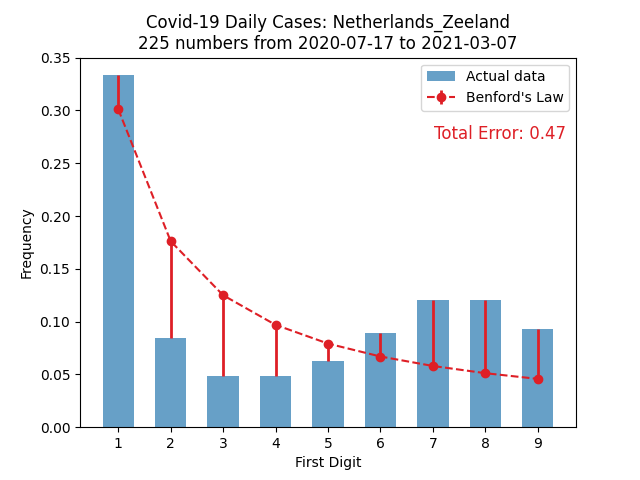 Covid-19 Daily Cases: Netherlands_Zeeland
225 numbers from 2020-07-17 to 2021-03-07
Actual data
Benford's Law
Total Error: 0.47
Frequency
0.35
0.30
0.25
0.20
0.15
0.10
0.05
0.00
1 2 3 4 5 6 7 8 9
First Digit